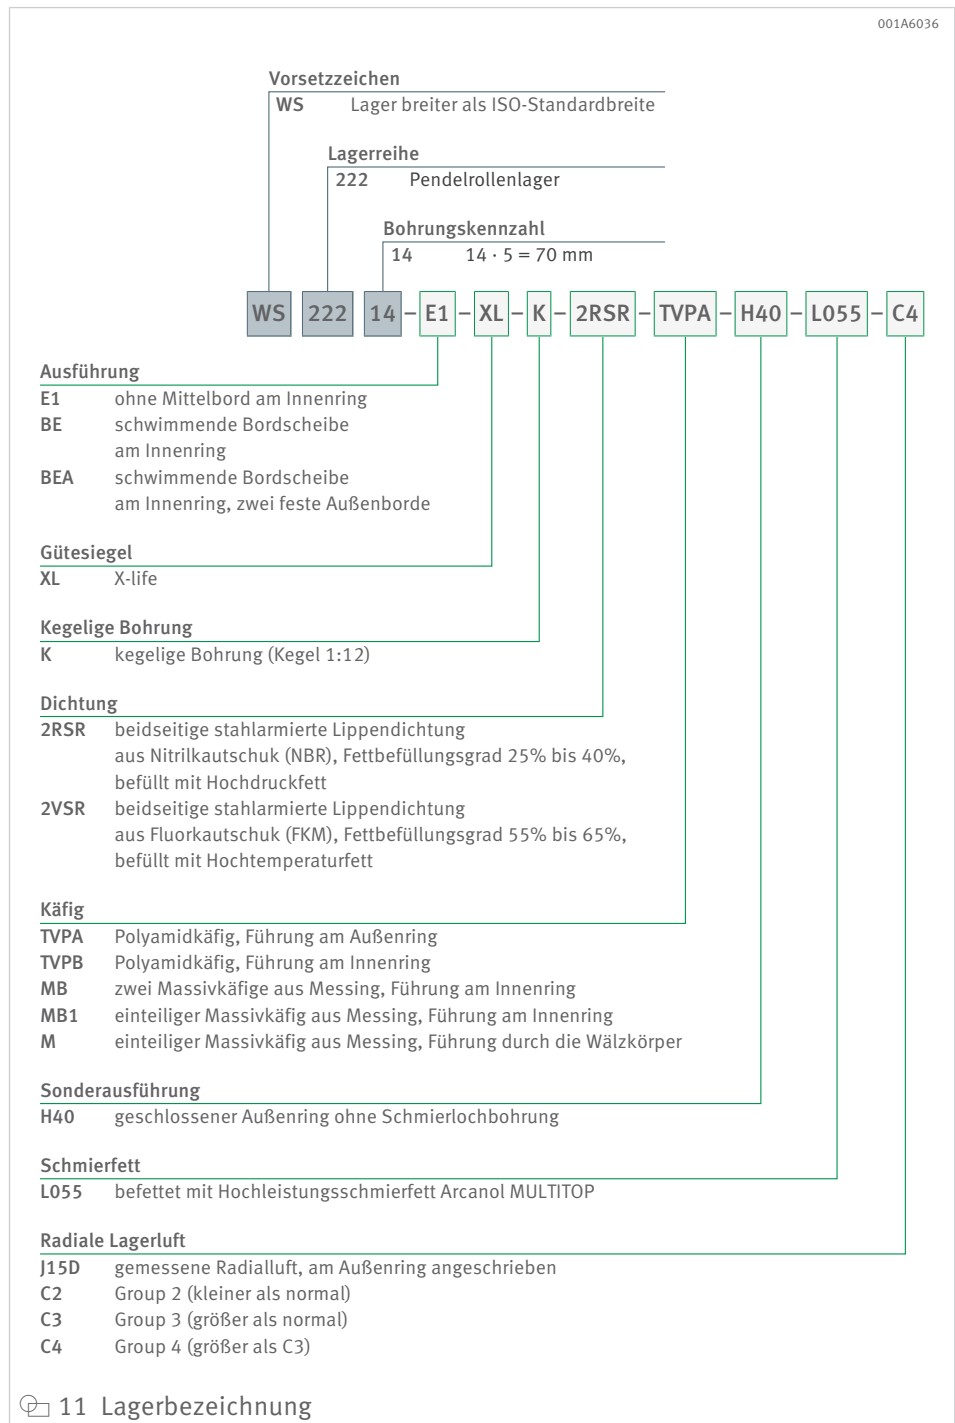 001A6036
Vorsetzzeichen
WS Lager breiter als ISO-Standardbreite
Lagerreihe
222 Pendelrollenlager
Bohrungskennzahl
14 14 · 5 = 70 mm
WS 222 14 – E1 – XL – K – 2RSR – TVPA – H40 – L055 – C4
Ausführung
E1 ohne Mittelbord am Innenring
BE schwimmende Bordscheibe
am Innenring
BEA schwimmende Bordscheibe
am Innenring, zwei feste Außenborde
Gütesiegel
XL X-life
Kegelige Bohrung
K kegelige Bohrung (Kegel 1:12)
Dichtung
2RSR beidseitige stahlarmierte Lippendichtung
aus Nitrilkautschuk (NBR), Fettbefüllungsgrad 25% bis 40%,
befüllt mit Hochdruckfett
2VSR beidseitige stahlarmierte Lippendichtung
aus Fluorkautschuk (FKM), Fettbefüllungsgrad 55% bis 65%,
befüllt mit Hochtemperaturfett
Käfig
TVPA Polyamidkäfig, Führung am Außenring
TVPB Polyamidkäfig, Führung am Innenring
MB zwei Massivkäfige aus Messing, Führung am Innenring
MB1 einteiliger Massivkäfig aus Messing, Führung am Innenring
M einteiliger Massivkäfig aus Messing, Führung durch die Wälzkörper
Sonderausführung
H40 geschlossener Außenring ohne Schmierlochbohrung
Schmierfett
L055 befettet mit Hochleistungsschmierfett Arcanol MULTITOP
Radiale Lagerluft
J15D gemessene Radialluft, am Außenring angeschrieben
C2 Group 2 (kleiner als normal)
C3 Group 3 (größer als normal)
C4 Group 4 (größer als C3)
11 Lagerbezeichnung